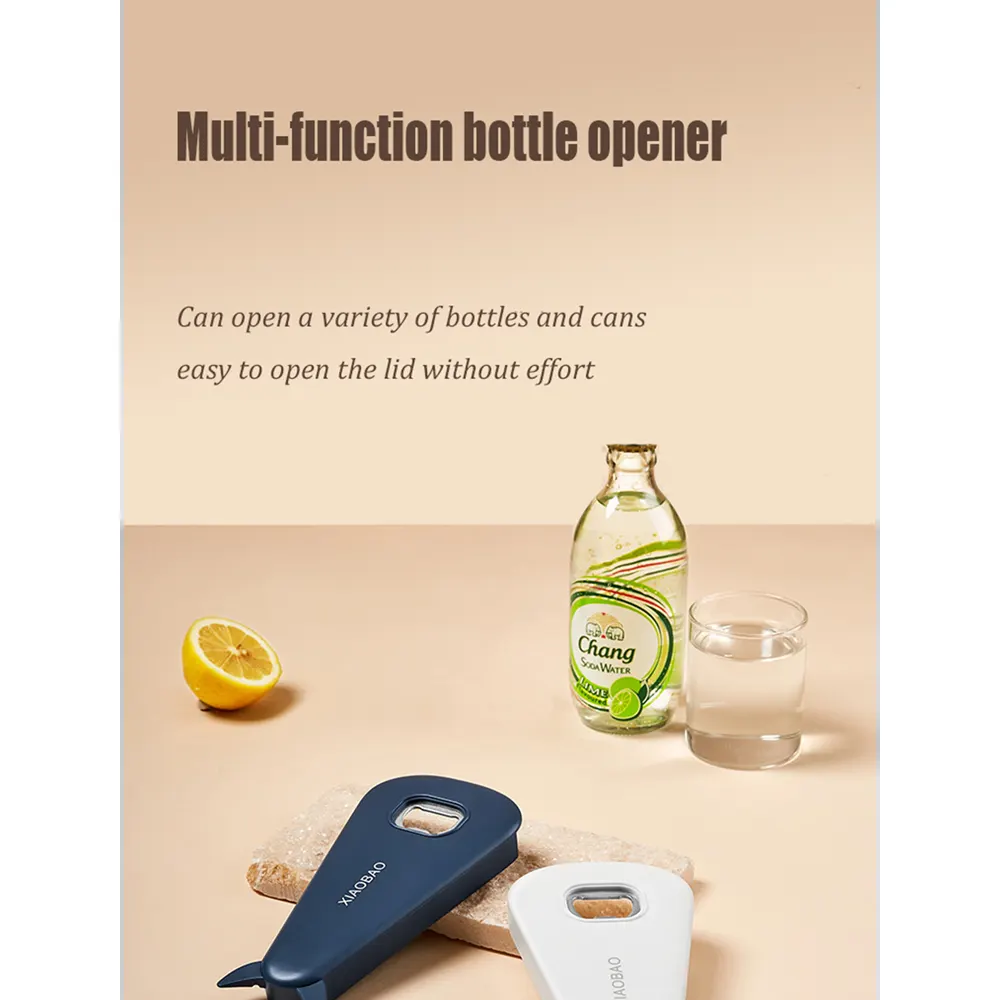 Multi-function bottle opener
Can open a variety of bottles and cans
easy to open the lid without effort
Chang
SODA WATER
LIME
Flavoured
XIAOBAO
XIAOBAO